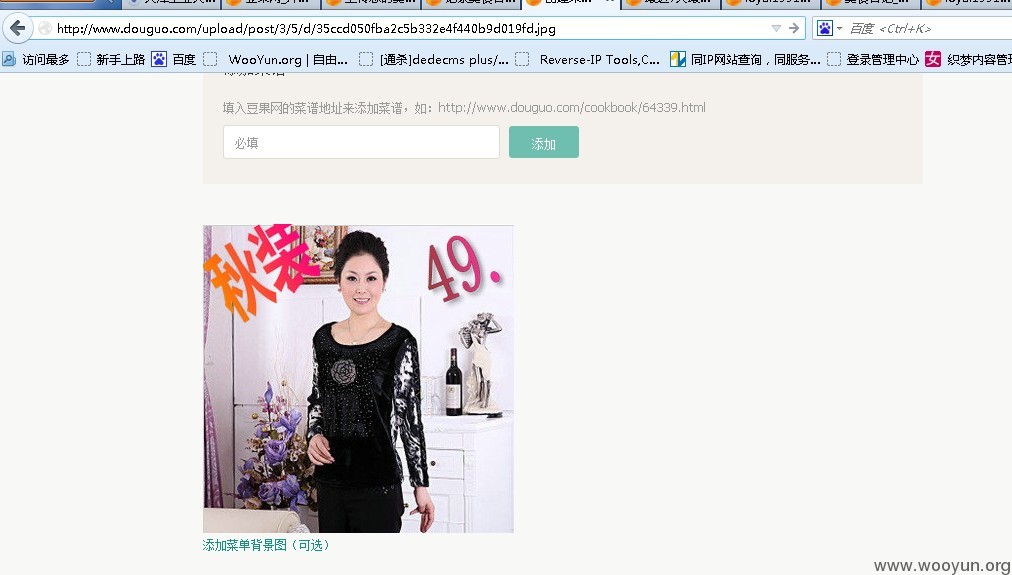 http://www.douguo.com/upload/post/3/5/d/35ccd050fba2c5b332e4f440b9d019fd.jpg
百度 <Ctrl+K>
访问最多 新手上路 百度 WooYun.org | 自由... [通杀]dedecms plus/... Reverse-IP Tools,C... 同IP网站查询，同服务... 登录管理中心 织梦内容管
填入豆果网的菜谱地址来添加菜谱，如：http://www.douguo.com/cookbook/64339.html
必填 添加
秋装 49.
添加菜单背景图（可选）
www.wooyun.org